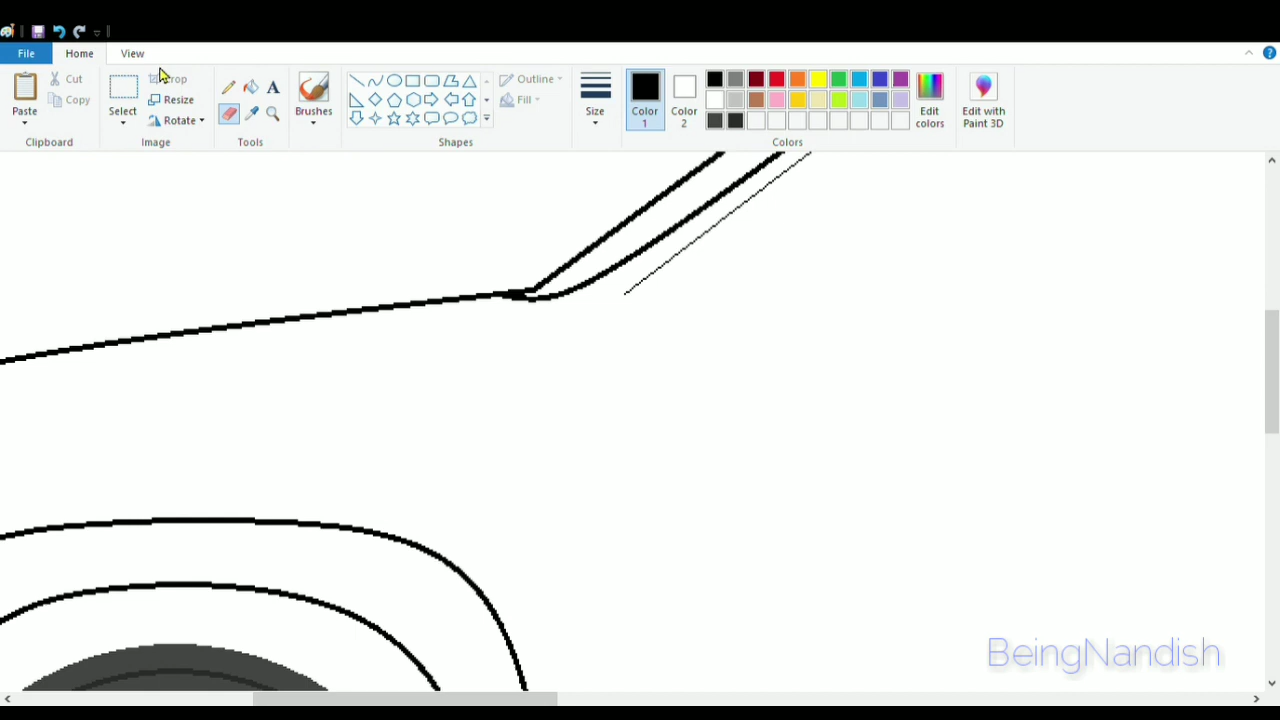 File Home View
Paste
Clipboard
Cut
Copy
Select
Crop
Resize
Rotate
Image
Tools
Brushes
Shapes
Outline
Fill
Size
Color
1
Color
2
Edit
colors
Colors
Edit with
Paint 3D
BeingNandish